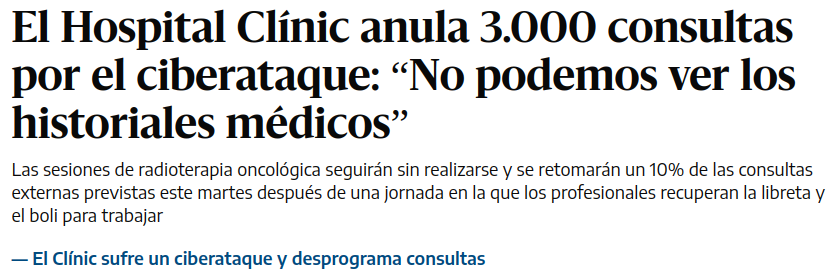 El Hospital Clínic anula 3.000 consultas
por el ciberataque: “No podemos ver los
historiales médicos”
Las sesiones de radioterapia oncológica seguirán sin realizarse y se retomarán un 10% de las consultas
externas previstas este martes después de una jornada en la que los profesionales recuperan la libreta y
el boli para trabajar
— El Clínic sufre un ciberataque y desprograma consultas